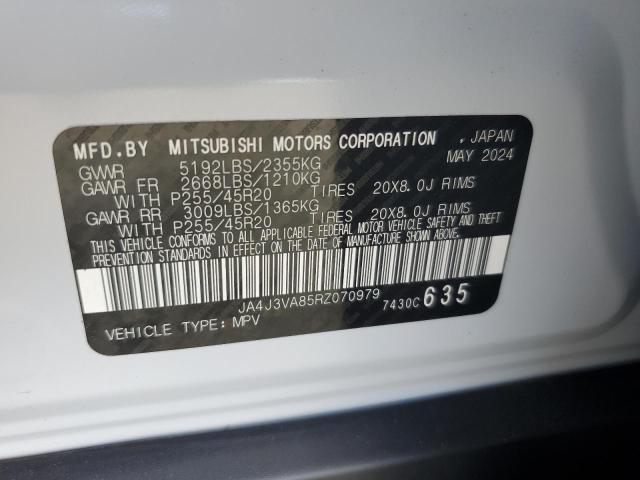 MFD.BY MITSUBISHI MOTORS CORPORATION , JAPAN
GVWR 5192LBS/2355KG MAY 2024
GAWR FR 2668LBS/1210KG
WITH P255/45R20 TIRES 20X8.0J RIMS
GAWR RR 3009LBS/1365KG
WITH P255/45R20 TIRES 20X8.0J RIMS
THIS VEHICLE CONFORMS TO ALL APPLICABLE FEDERAL MOTOR VEHICLE SAFETY AND THEFT
PREVENTION STANDARDS IN EFFECT ON THE DATE OF MANUFACTURE SHOWN ABOVE.
JA4J3VA85RZ070979 7430C 635
VEHICLE TYPE: MPV